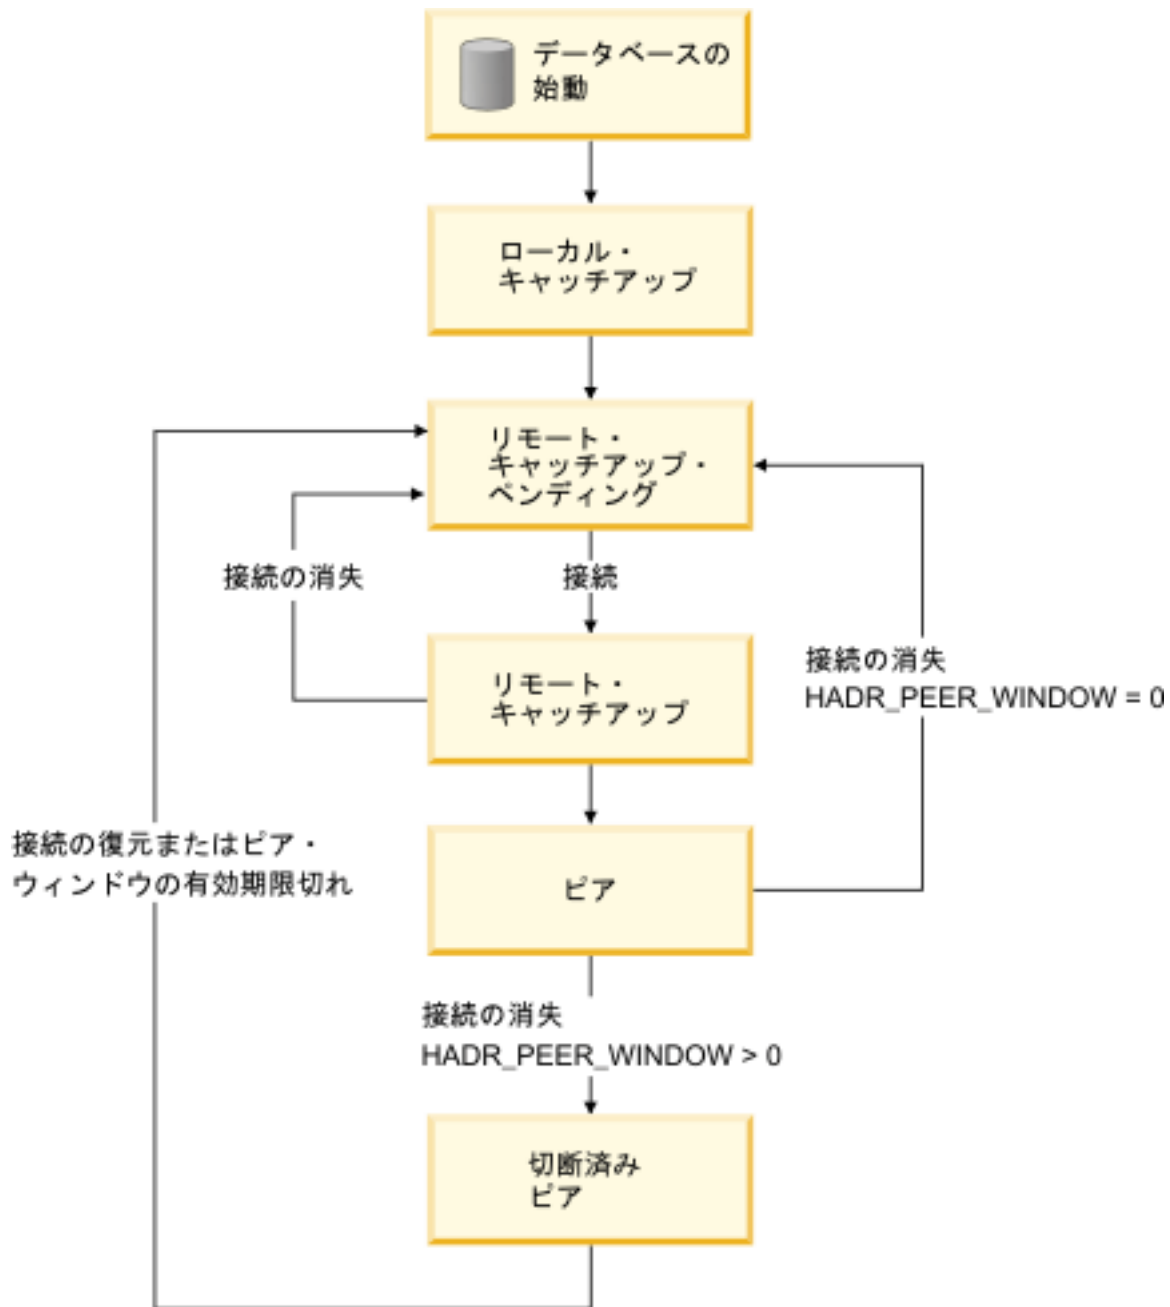 データベースの
始動
ローカル・
キャッチアップ
リモート・
キャッチアップ・
ペンディング
接続の消失
接続
リモート・
キャッチアップ
接続の消失
HADR_PEER_WINDOW = 0
接続の復元またはピア・
ウィンドウの有効期限切れ
ピア
接続の消失
HADR_PEER_WINDOW > 0
切断済み
ピア